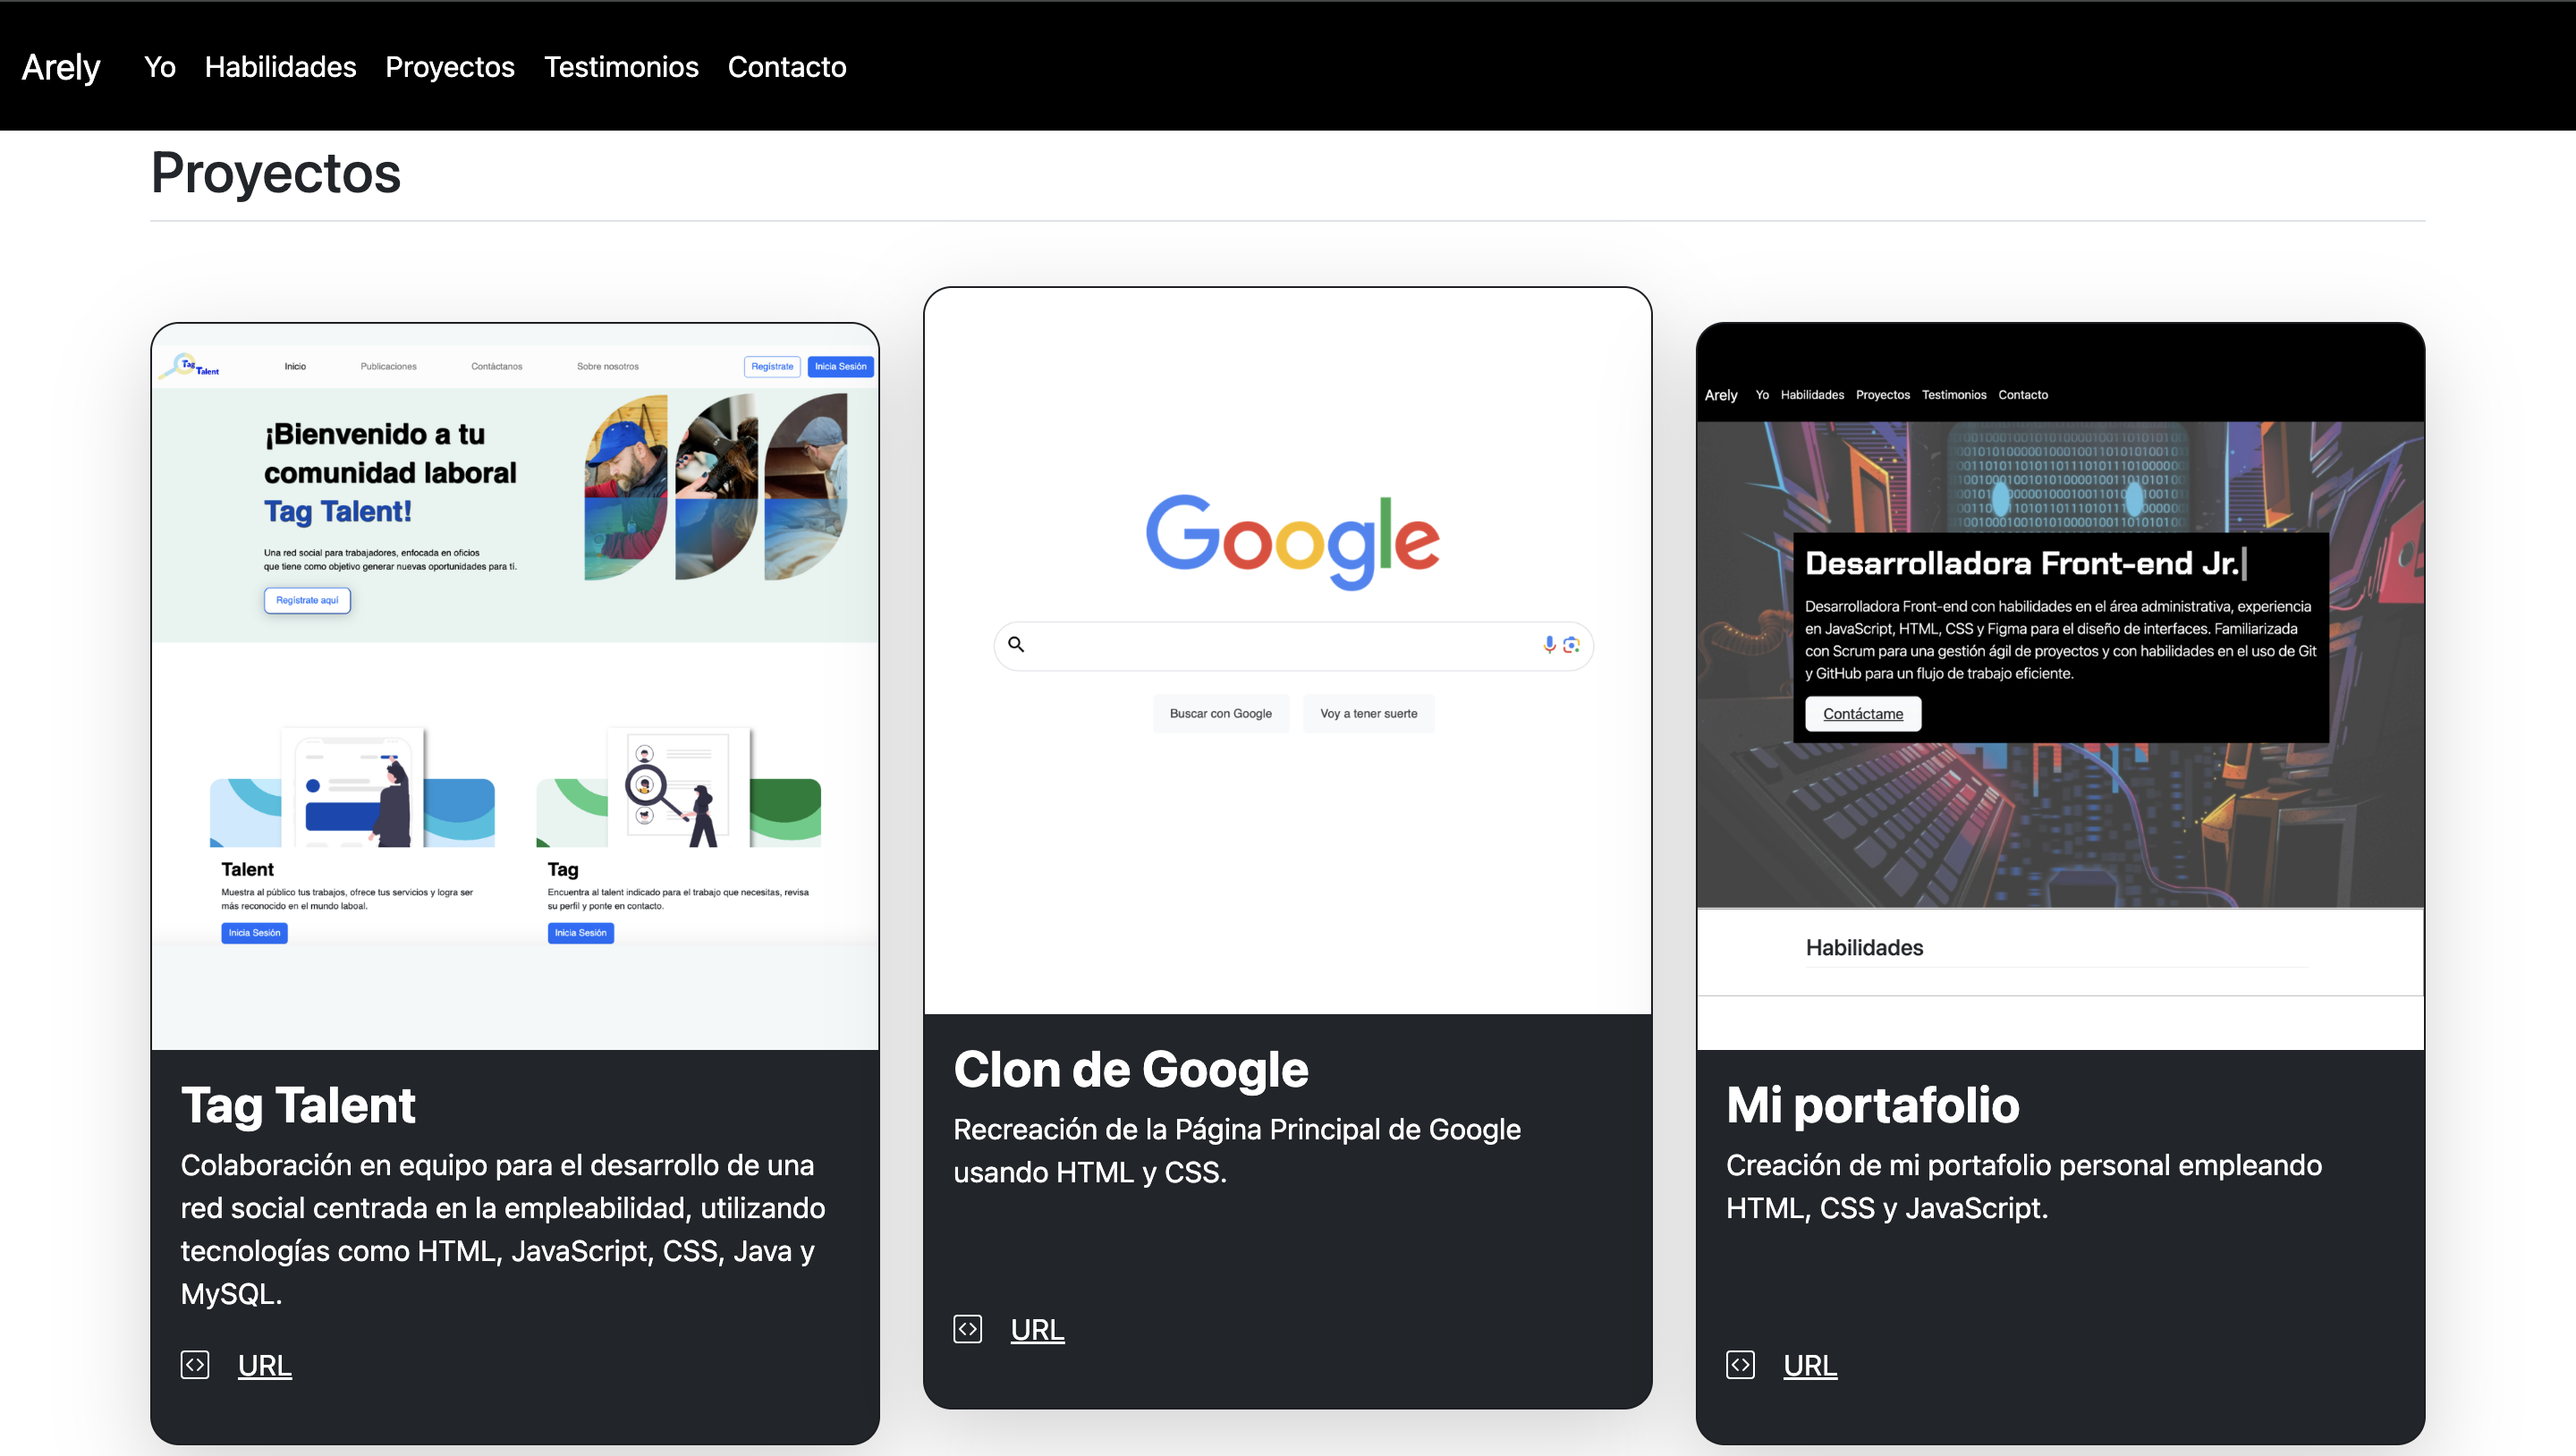 Arely Yo Habilidades Proyectos Testimonios Contacto
Proyectos
Tag Talent
Inicio Publicaciones Contáctanos Sobre nosotros Regístrate Inicia Sesión
¡Bienvenido a tu
comunidad laboral
Tag Talent!
Una red social para trabajadores, enfocada en oficios
que tiene como objetivo generar nuevas oportunidades para ti.
Regístrate aquí
Talent
Muestra al público tus trabajos, ofrece tus servicios y logra ser
más reconocido en el mundo laboal.
Inicia Sesión
Tag
Encuentra al talent indicado para el trabajo que necesitas, revisa
su perfil y ponte en contacto.
Inicia Sesión
Tag Talent
Colaboración en equipo para el desarrollo de una
red social centrada en la empleabilidad, utilizando
tecnologías como HTML, JavaScript, CSS, Java y
MySQL.
URL
Google
Buscar con Google Voy a tener suerte
Clon de Google
Recreación de la Página Principal de Google
usando HTML y CSS.
URL
Arely Yo Habilidades Proyectos Testimonios Contacto
Desarrolladora Front-end Jr.
Desarrolladora Front-end con habilidades en el área administrativa, experiencia
en JavaScript, HTML, CSS y Figma para el diseño de interfaces. Familiarizada
con Scrum para una gestión ágil de proyectos y con habilidades en el uso de Git
y GitHub para un flujo de trabajo eficiente.
Contáctame
Habilidades
Mi portafolio
Creación de mi portafolio personal empleando
HTML, CSS y JavaScript.
URL